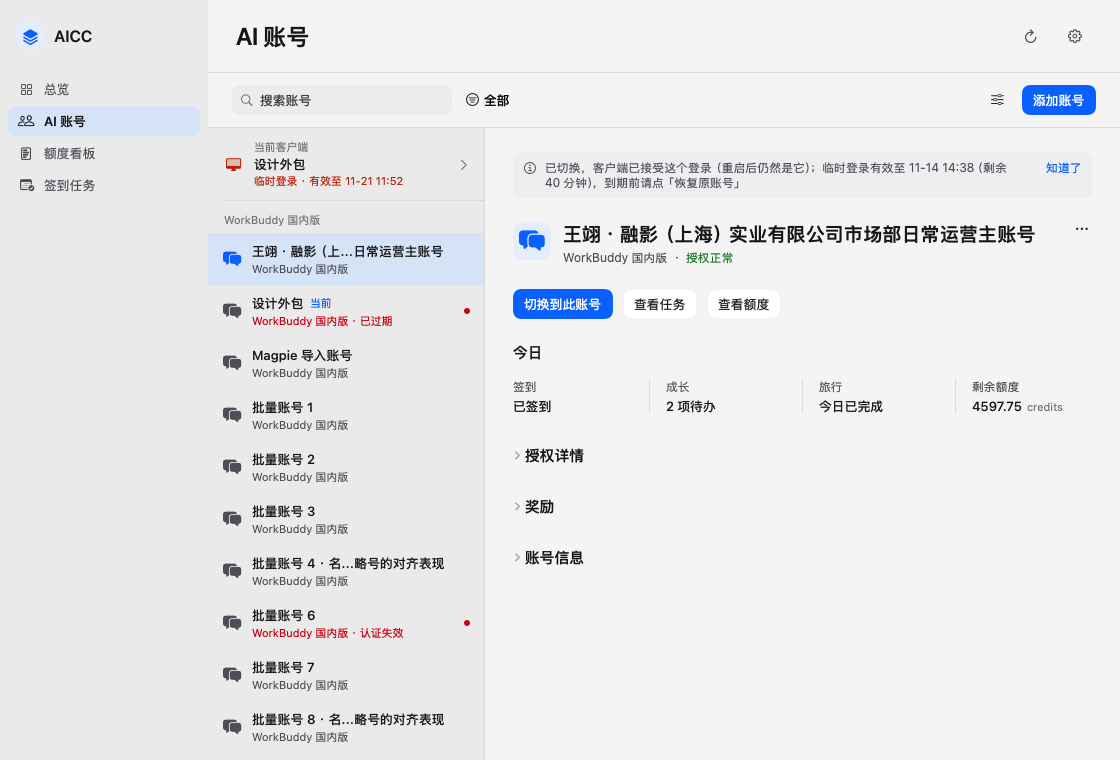 AICC
总览
AI 账号
额度看板
签到任务
AI 账号
搜索账号
全部
添加账号
当前客户端
设计外包
临时登录 · 有效至 11-21 11:52
WorkBuddy 国内版
王翊 · 融影（上…日常运营主账号
WorkBuddy 国内版
设计外包 当前
WorkBuddy 国内版 · 已过期
Magpie 导入账号
WorkBuddy 国内版
批量账号 1
WorkBuddy 国内版
批量账号 2
WorkBuddy 国内版
批量账号 3
WorkBuddy 国内版
批量账号 4 · 名…略号的对齐表现
WorkBuddy 国内版
批量账号 6
WorkBuddy 国内版 · 认证失效
批量账号 7
WorkBuddy 国内版
批量账号 8 · 名…略号的对齐表现
WorkBuddy 国内版
已切换，客户端已接受这个登录（重启后仍然是它）；临时登录有效至 11-14 14:38（剩余
40 分钟），到期前请点「恢复原账号」
知道了
王翊 · 融影（上海）实业有限公司市场部日常运营主账号
WorkBuddy 国内版 · 授权正常
切换到此账号
查看任务
查看额度
今日
签到
已签到
成长
2 项待办
旅行
今日已完成
剩余额度
4597.75 credits
授权详情
奖励
账号信息